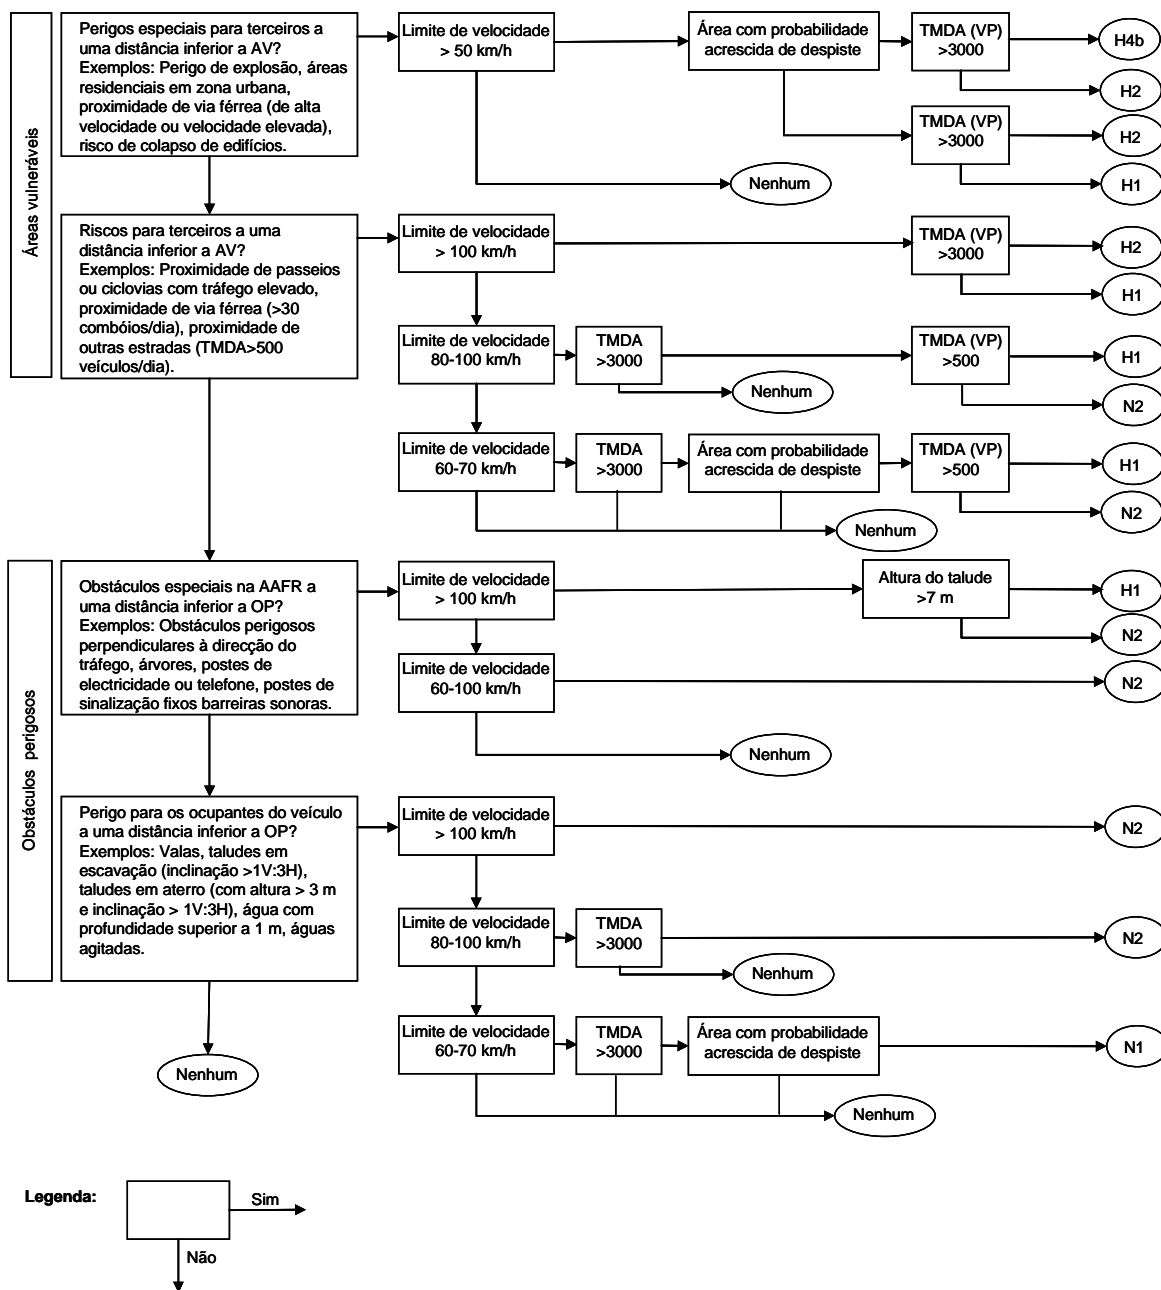 Áreas vulneráveis
Perigos especiais para terceiros a
uma distância inferior a AV?
Exemplos: Perigo de explosão, áreas
residenciais em zona urbana,
proximidade de via férrea (de alta
velocidade ou velocidade elevada),
risco de colapso de edifícios.
Limite de velocidade
> 50 km/h
Área com probabilidade
acrescida de despiste
TMDA (VP)
>3000
H4b
H2
TMDA (VP)
>3000
H2
H1
Nenhum
Riscos para terceiros a uma
distância inferior a AV?
Exemplos: Proximidade de passeios
ou ciclovias com tráfego elevado,
proximidade de via férrea (>30
combóios/dia), proximidade de
outras estradas (TMDA>500
veículos/dia).
Limite de velocidade
> 100 km/h
TMDA (VP)
>3000
H2
H1
Limite de velocidade
80-100 km/h
TMDA
>3000
TMDA (VP)
>500
H1
Nenhum
N2
Limite de velocidade
60-70 km/h
TMDA
>3000
Área com probabilidade
acrescida de despiste
TMDA (VP)
>500
H1
N2
Nenhum
Obstáculos perigosos
Obstáculos especiais na AAFR a
uma distância inferior a OP?
Exemplos: Obstáculos perigosos
perpendiculares à direcção do
tráfego, árvores, postes de
electricidade ou telefone, postes de
sinalização fixos barreiras sonoras.
Limite de velocidade
> 100 km/h
Altura do talude
>7 m
H1
N2
Limite de velocidade
60-100 km/h
N2
Nenhum
Perigo para os ocupantes do veículo
a uma distância inferior a OP?
Exemplos: Valas, taludes em
escavação (inclinação >1V:3H),
taludes em aterro (com altura > 3 m
e inclinação > 1V:3H), água com
profundidade superior a 1 m, águas
agitadas.
Limite de velocidade
> 100 km/h
N2
Limite de velocidade
80-100 km/h
TMDA
>3000
N2
Nenhum
Limite de velocidade
60-70 km/h
TMDA
>3000
Área com probabilidade
acrescida de despiste
N1
Nenhum
Nenhum
Legenda:
Sim
Não